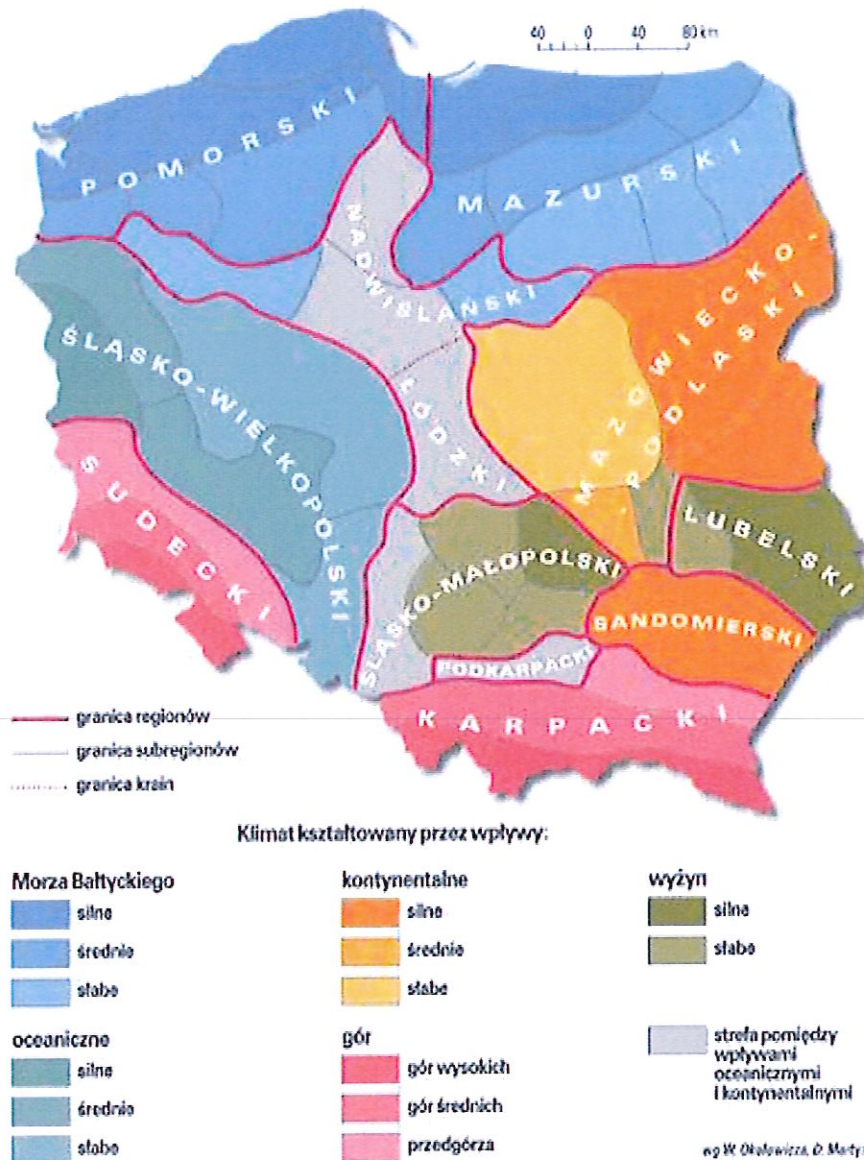 40 0 40 80 km
POMORSKI
MAZURSKI
NADWIŚLAŃSKI
MAZOWIECKO-
PODLASKI
ŚLĄSKO-WIELKOPOLSKI
ŁÓDZKI
SUDECKI
LUBELSKI
ŚLĄSKO-MAŁOPOLSKI
SANDOMIERSKI
PODKARPACKI
KARPACKI
granica regionów
granica subregionów
granica krain
Klimat kształtowany przez wpływy:
Morza Bałtyckiego
silne
średnie
słabe
kontynentalne
silne
średnie
słabe
wyżyn
silne
słabe
oceaniczne
silne
średnie
słabe
gór
gór wysokich
gór średnich
przedgórza
strefa pomiędzy
wpływami
oceanicznymi
i kontynentalnymi
wg W. Okołowicza, D. Marty